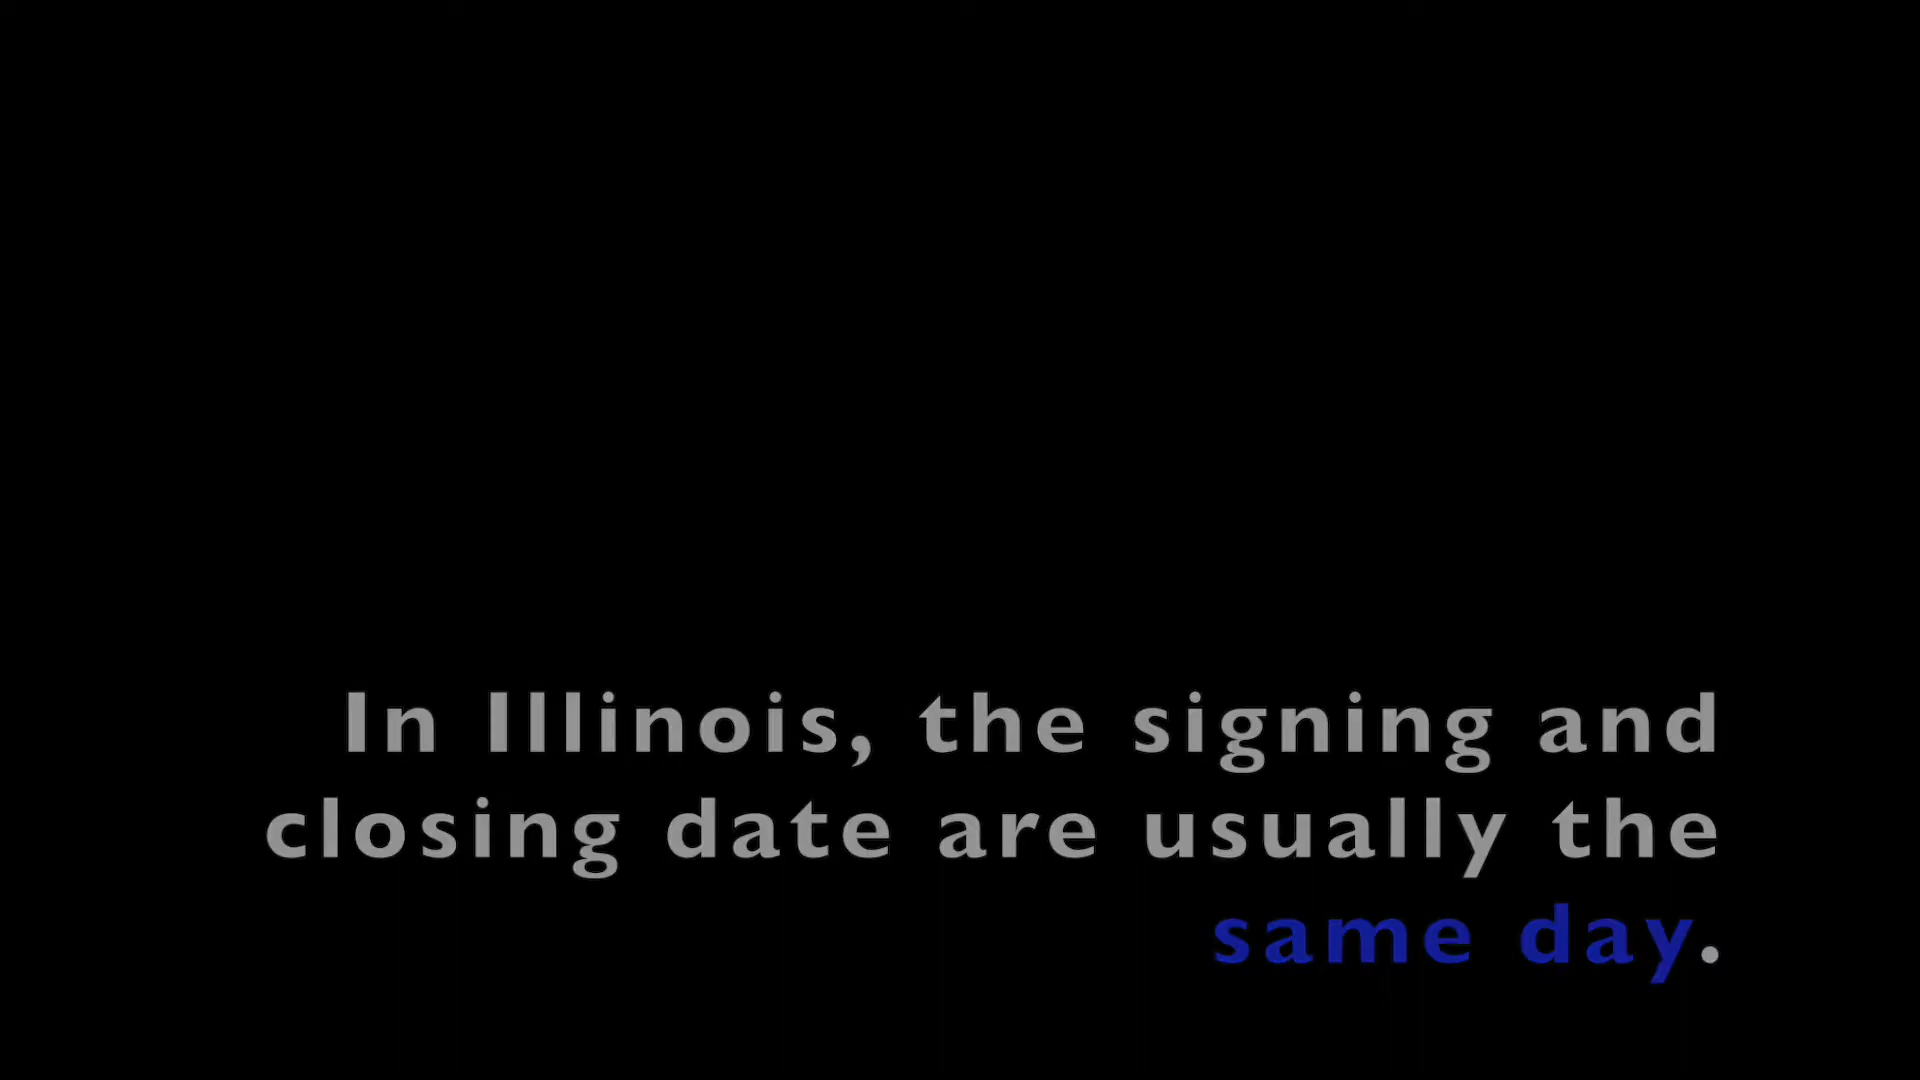 In Illinois, the signing and
closing date are usually the
same day.